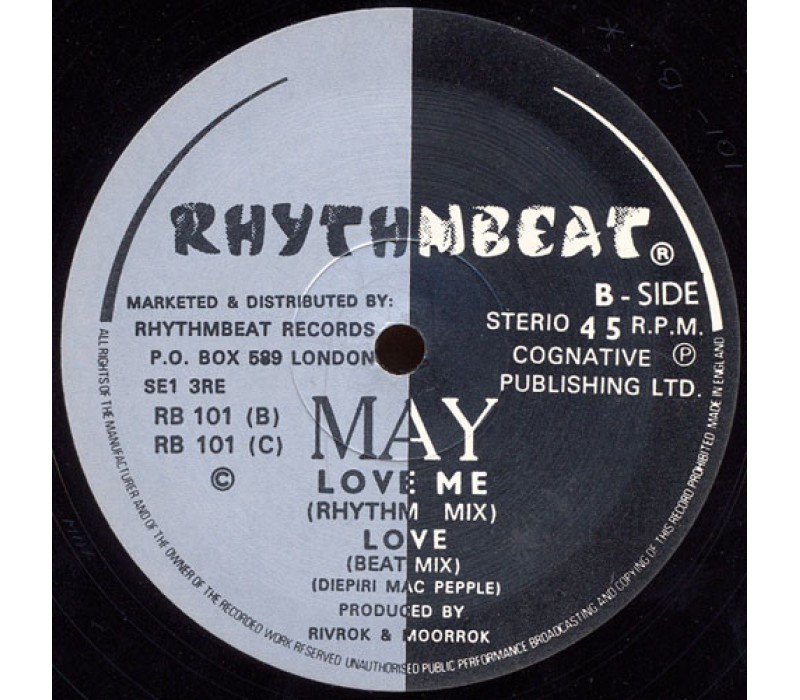 RHYTHMBEAT ®
B - SIDE
MARKETED & DISTRIBUTED BY:
RHYTHMBEAT RECORDS
P.O. BOX 589 LONDON
SE1 3RE
STERIO 45 R.P.M.
COGNATIVE ℗
PUBLISHING LTD.
RB 101 (B)
RB 101 (C)
©
MAY
LOVE ME
(RHYTHM MIX)
LOVE
(BEAT MIX)
(DIEPIRI MAC PEPPLE)
PRODUCED BY
RIVROK & MOORROK
ALL RIGHTS OF THE MANUFACTURER AND OF THE OWNER OF THE RECORDED WORK RESERVED UNAUTHORISED PUBLIC PERFORMANCE BROADCASTING AND COPYING OF THIS RECORD PROHIBITED MADE IN ENGLAND